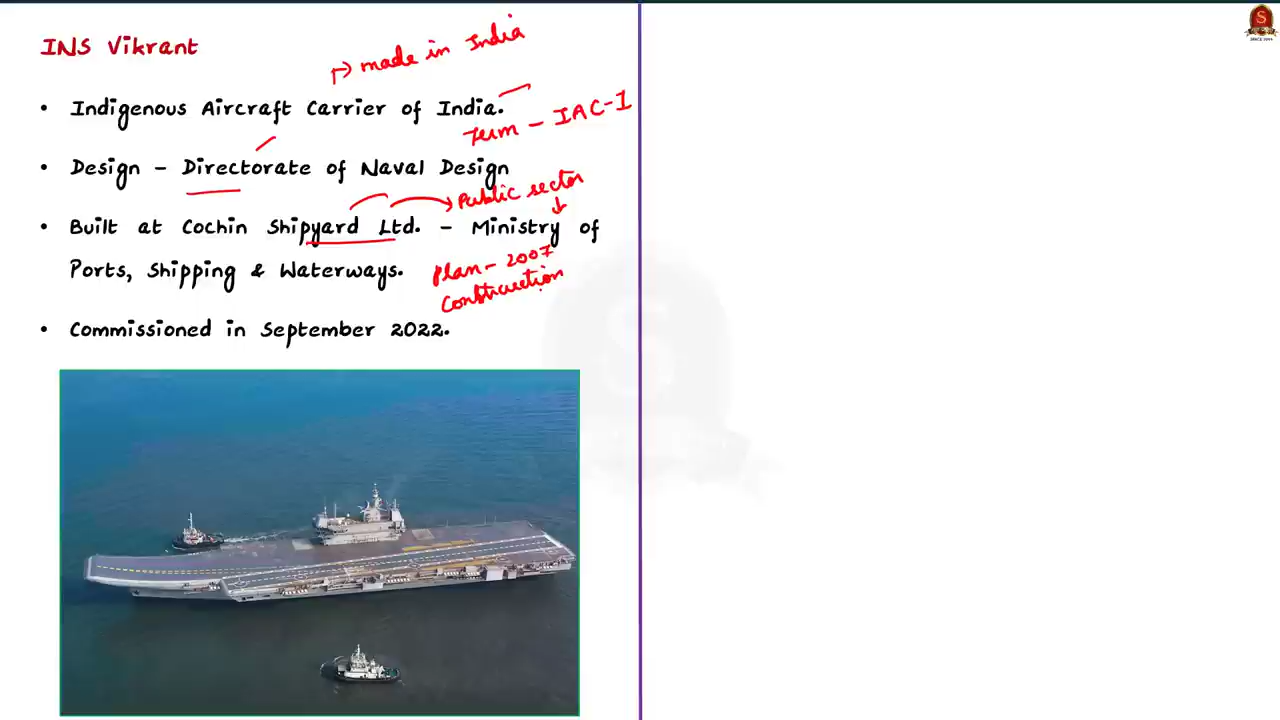 INS Vikrant
↦ made in India
• Indigenous Aircraft Carrier of India.
Term - IAC-1
• Design - Directorate of Naval Design
Public sector
• Built at Cochin Shipyard Ltd. - Ministry of
Ports, Shipping & Waterways.
Plan - 2007
Construction
• Commissioned in September 2022.
S